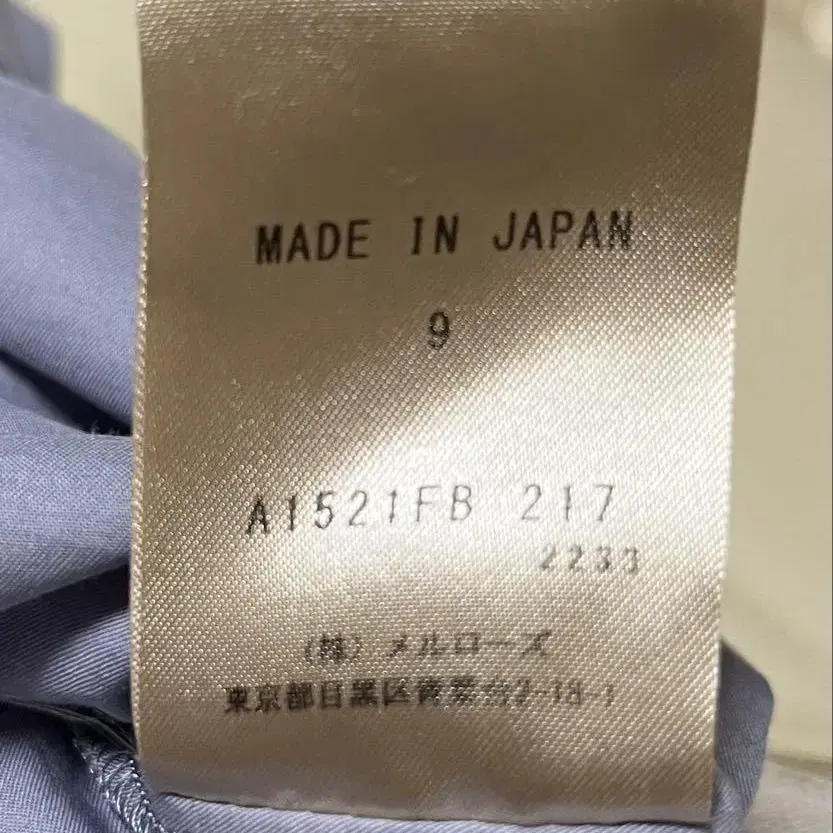 MADE IN JAPAN
9
A1521FB 217
2233
(株) メルローズ
東京都目黒区青葉台2-18-1